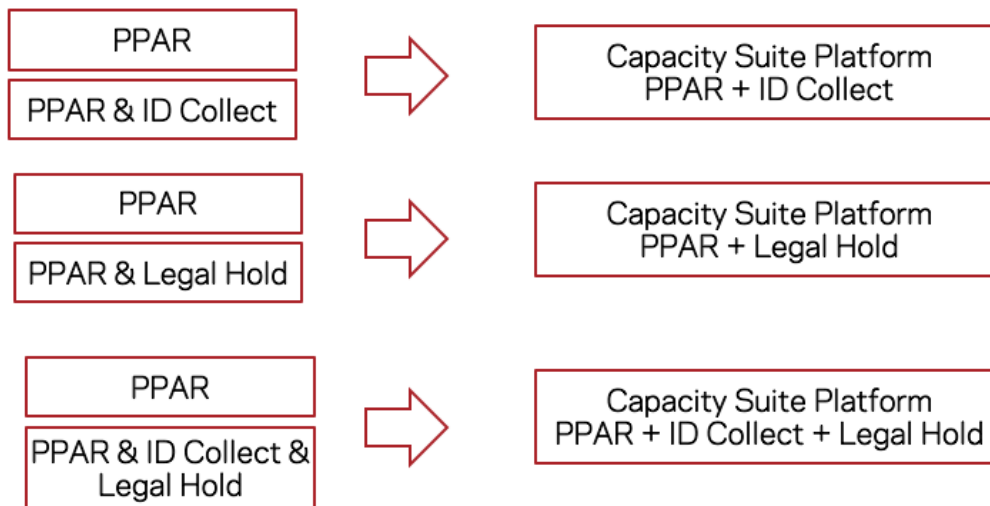 PPAR
PPAR & ID Collect
Capacity Suite Platform
PPAR + ID Collect
PPAR
PPAR & Legal Hold
Capacity Suite Platform
PPAR + Legal Hold
PPAR
PPAR & ID Collect &
Legal Hold
Capacity Suite Platform
PPAR + ID Collect + Legal Hold